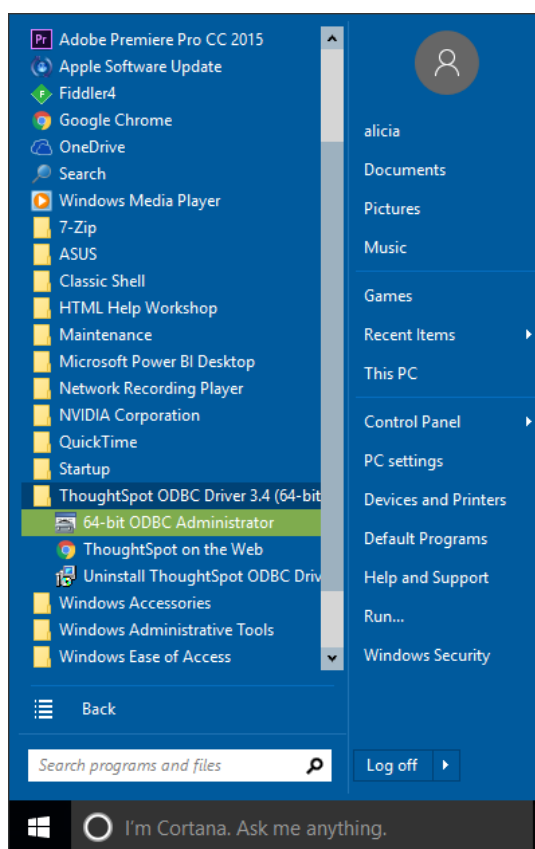 Pr Adobe Premiere Pro CC 2015
Apple Software Update
F Fiddler4
Google Chrome
OneDrive
Search
Windows Media Player
7-Zip
ASUS
Classic Shell
HTML Help Workshop
Maintenance
Microsoft Power BI Desktop
Network Recording Player
NVIDIA Corporation
QuickTime
Startup
ThoughtSpot ODBC Driver 3.4 (64-bit
64-bit ODBC Administrator
ThoughtSpot on the Web
Uninstall ThoughtSpot ODBC Driv
Windows Accessories
Windows Administrative Tools
Windows Ease of Access
Back
Search programs and files
alicia
Documents
Pictures
Music
Games
Recent Items
This PC
Control Panel
PC settings
Devices and Printers
Default Programs
Help and Support
Run...
Windows Security
Log off
I'm Cortana. Ask me anything.